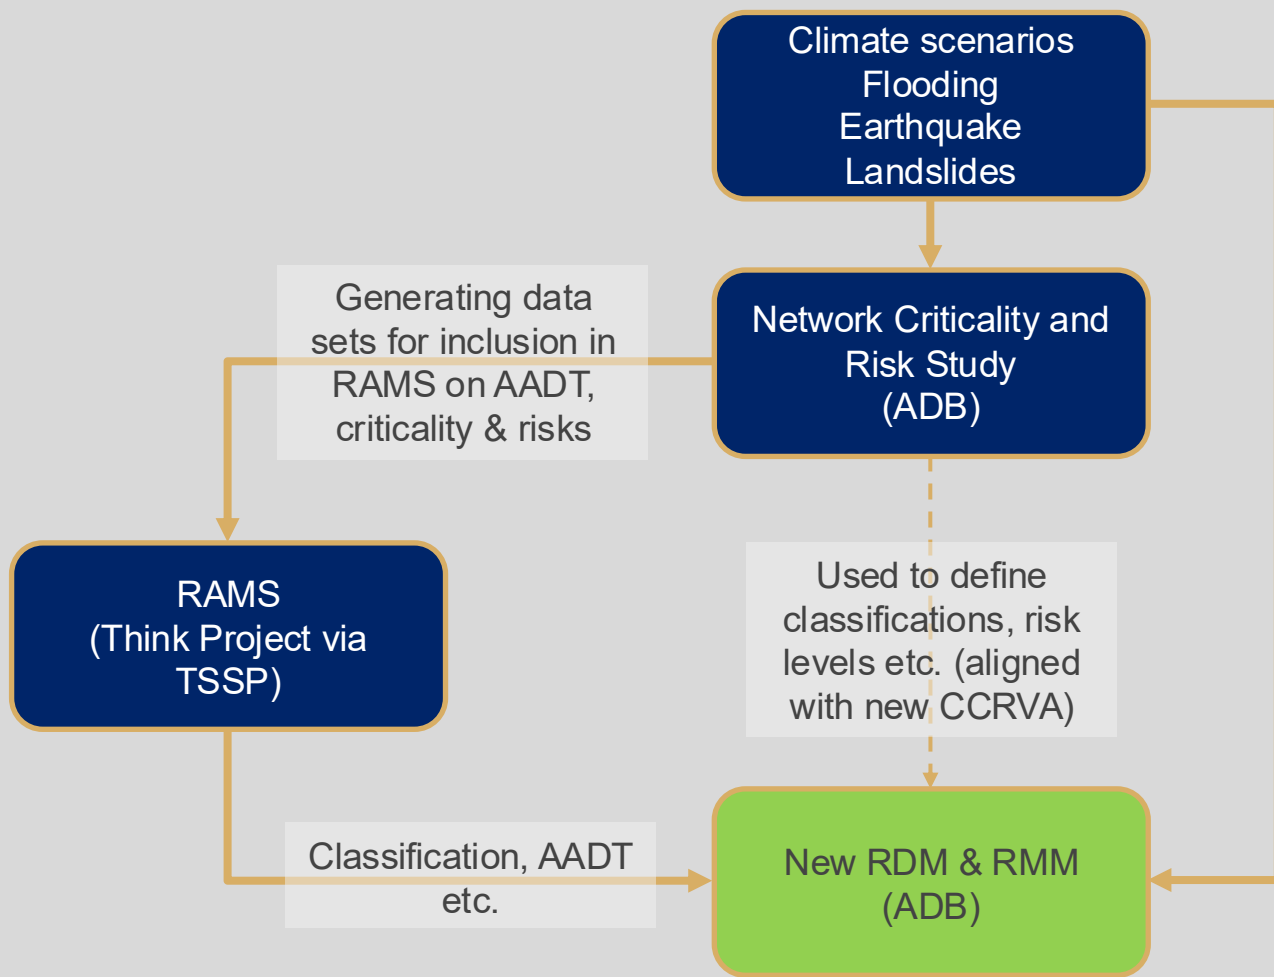 Climate scenarios
Flooding
Earthquake
Landslides
Generating data
sets for inclusion in
RAMS on AADT,
criticality & risks
Network Criticality and
Risk Study
(ADB)
RAMS
(Think Project via
TSSP)
Used to define
classifications, risk
levels etc. (aligned
with new CCRVA)
Classification, AADT
etc.
New RDM & RMM
(ADB)